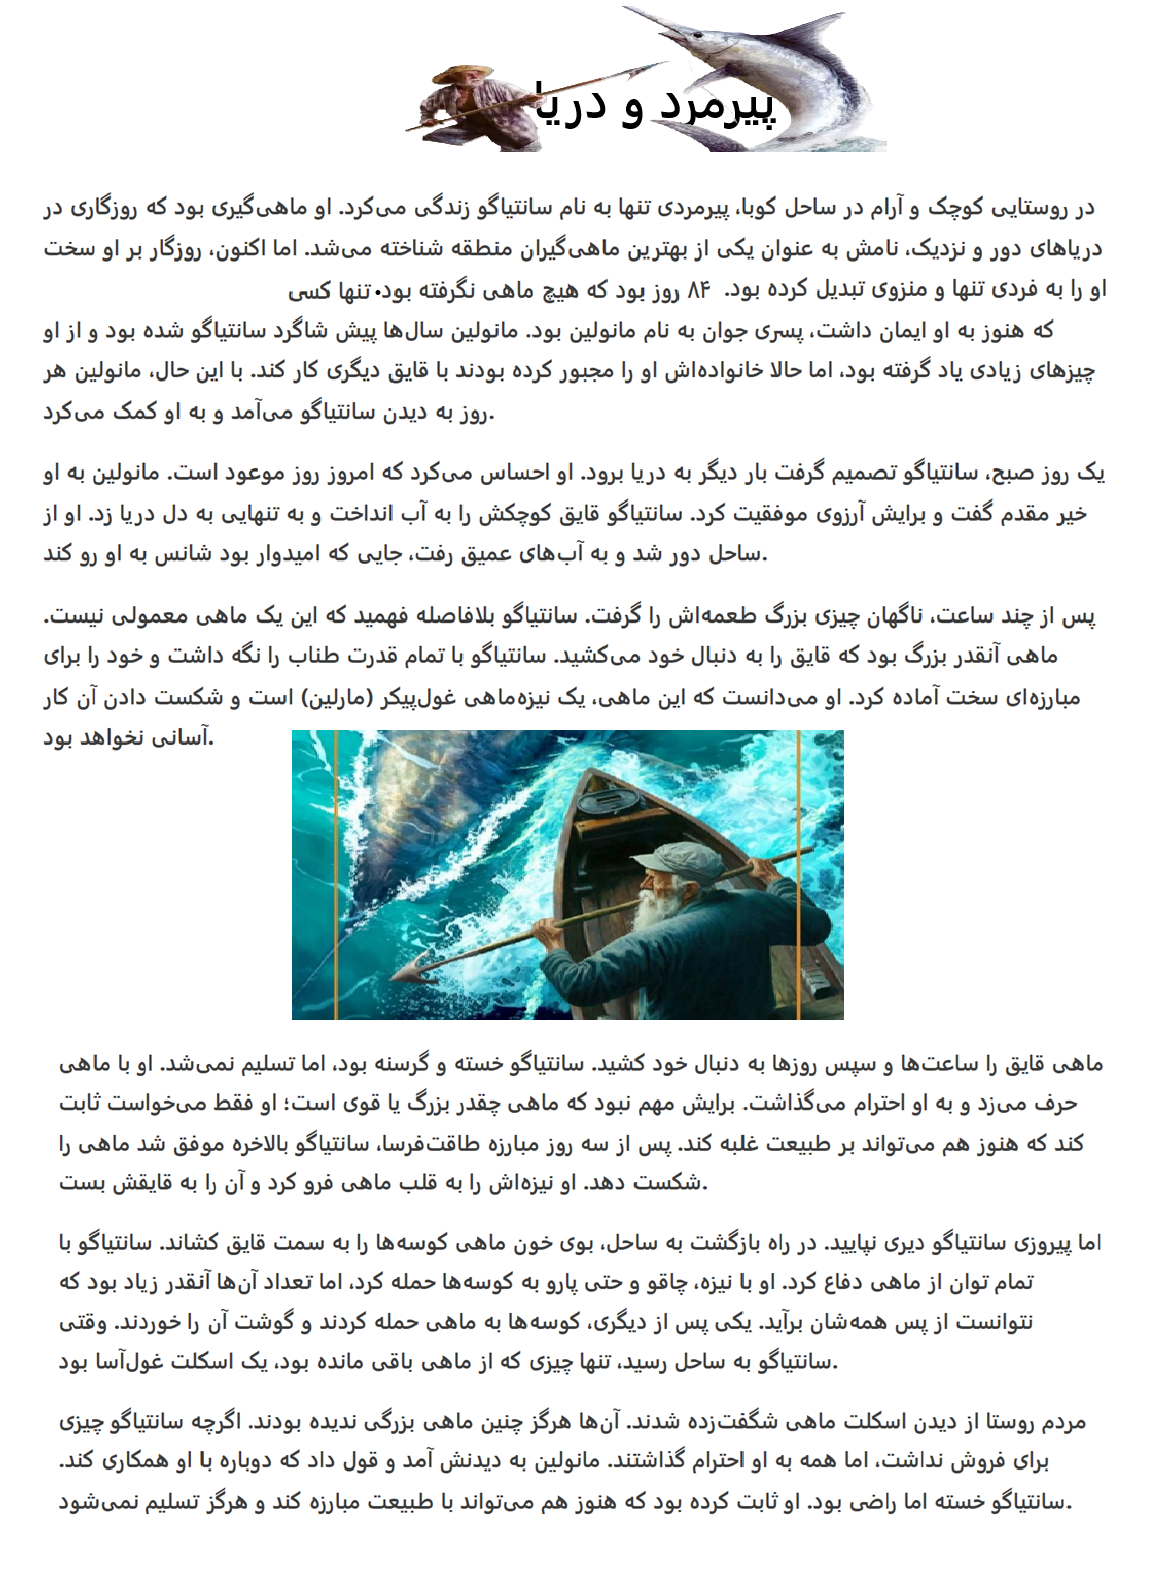 پیرمرد و دریا
در روستایی کوچک و آرام در ساحل کوبا، پیرمردی تنها به نام سانتیاگو زندگی می‌کرد. او ماهی‌گیری بود که روزگاری در
دریاهای دور و نزدیک، نامش به عنوان یکی از بهترین ماهی‌گیران منطقه شناخته می‌شد. اما اکنون، روزگار بر او سخت
او را به فردی تنها و منزوی تبدیل کرده بود. ۸۴ روز بود که هیچ ماهی نگرفته بود. تنها کسی
که هنوز به او ایمان داشت، پسری جوان به نام مانولین بود. مانولین سال‌ها پیش شاگرد سانتیاگو شده بود و از او
چیزهای زیادی یاد گرفته بود، اما حالا خانواده‌اش او را مجبور کرده بودند با قایق دیگری کار کند. با این حال، مانولین هر
روز به دیدن سانتیاگو می‌آمد و به او کمک می‌کرد.
یک روز صبح، سانتیاگو تصمیم گرفت بار دیگر به دریا برود. او احساس می‌کرد که امروز روز موعود است. مانولین به او
خیر مقدم گفت و برایش آرزوی موفقیت کرد. سانتیاگو قایق کوچکش را به آب انداخت و به تنهایی به دل دریا زد. او از
ساحل دور شد و به آب‌های عمیق رفت، جایی که امیدوار بود شانس به او رو کند.
پس از چند ساعت، ناگهان چیزی بزرگ طعمه‌اش را گرفت. سانتیاگو بلافاصله فهمید که این یک ماهی معمولی نیست.
ماهی آنقدر بزرگ بود که قایق را به دنبال خود می‌کشید. سانتیاگو با تمام قدرت طناب را نگه داشت و خود را برای
مبارزه‌ای سخت آماده کرد. او می‌دانست که این ماهی، یک نیزه‌ماهی غول‌پیکر (مارلین) است و شکست دادن آن کار
آسانی نخواهد بود.
ماهی قایق را ساعت‌ها و سپس روزها به دنبال خود کشید. سانتیاگو خسته و گرسنه بود، اما تسلیم نمی‌شد. او با ماهی
حرف می‌زد و به او احترام می‌گذاشت. برایش مهم نبود که ماهی چقدر بزرگ یا قوی است؛ او فقط می‌خواست ثابت
کند که هنوز هم می‌تواند بر طبیعت غلبه کند. پس از سه روز مبارزه طاقت‌فرسا، سانتیاگو بالاخره موفق شد ماهی را
شکست دهد. او نیزه‌اش را به قلب ماهی فرو کرد و آن را به قایقش بست.
اما پیروزی سانتیاگو دیری نپایید. در راه بازگشت به ساحل، بوی خون ماهی کوسه‌ها را به سمت قایق کشاند. سانتیاگو با
تمام توان از ماهی دفاع کرد. او با نیزه، چاقو و حتی پارو به کوسه‌ها حمله کرد، اما تعداد آن‌ها آنقدر زیاد بود که
نتوانست از پس همه‌شان برآید. یکی پس از دیگری، کوسه‌ها به ماهی حمله کردند و گوشت آن را خوردند. وقتی
سانتیاگو به ساحل رسید، تنها چیزی که از ماهی باقی مانده بود، یک اسکلت غول‌آسا بود.
مردم روستا از دیدن اسکلت ماهی شگفت‌زده شدند. آن‌ها هرگز چنین ماهی بزرگی ندیده بودند. اگرچه سانتیاگو چیزی
برای فروش نداشت، اما همه به او احترام گذاشتند. مانولین به دیدنش آمد و قول داد که دوباره با او همکاری کند.
سانتیاگو خسته اما راضی بود. او ثابت کرده بود که هنوز هم می‌تواند با طبیعت مبارزه کند و هرگز تسلیم نمی‌شود.